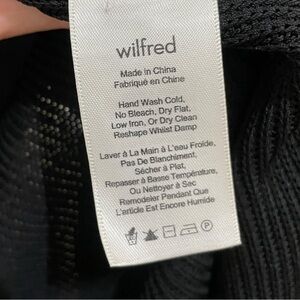 wilfred
Made in China
Fabriqué en Chine
Hand Wash Cold,
No Bleach, Dry Flat,
Low Iron, Or Dry Clean
Reshape Whilst Damp
Laver à La Main à L'eau Froide,
Pas De Blanchiment,
Sécher à Plat,
Repasser à Basse Température,
Ou Nettoyer à Sec
Remodeler Pendant Que
L'article Est Encore Humide
P